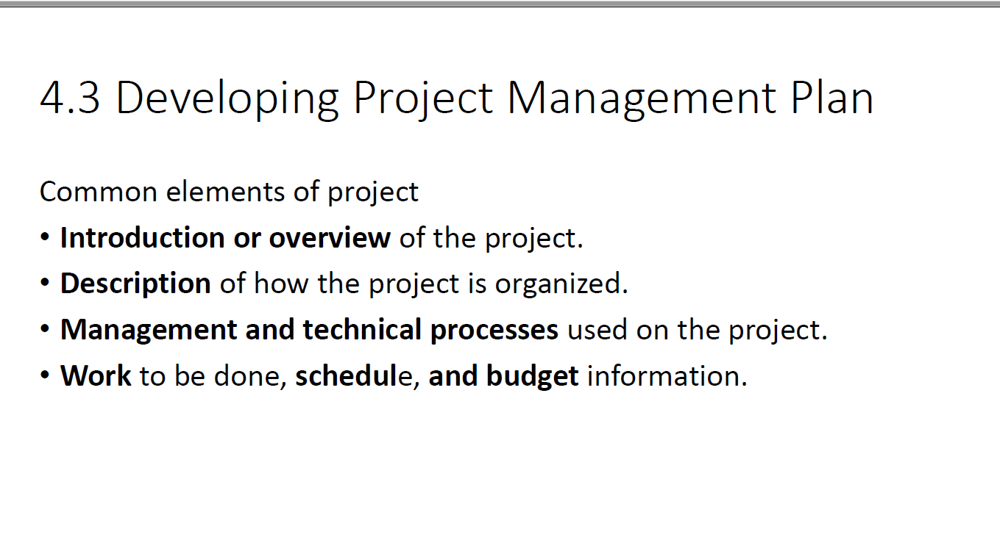 4.3 Developing Project Management Plan
Common elements of project
• Introduction or overview of the project.
• Description of how the project is organized.
• Management and technical processes used on the project.
• Work to be done, schedule, and budget information.